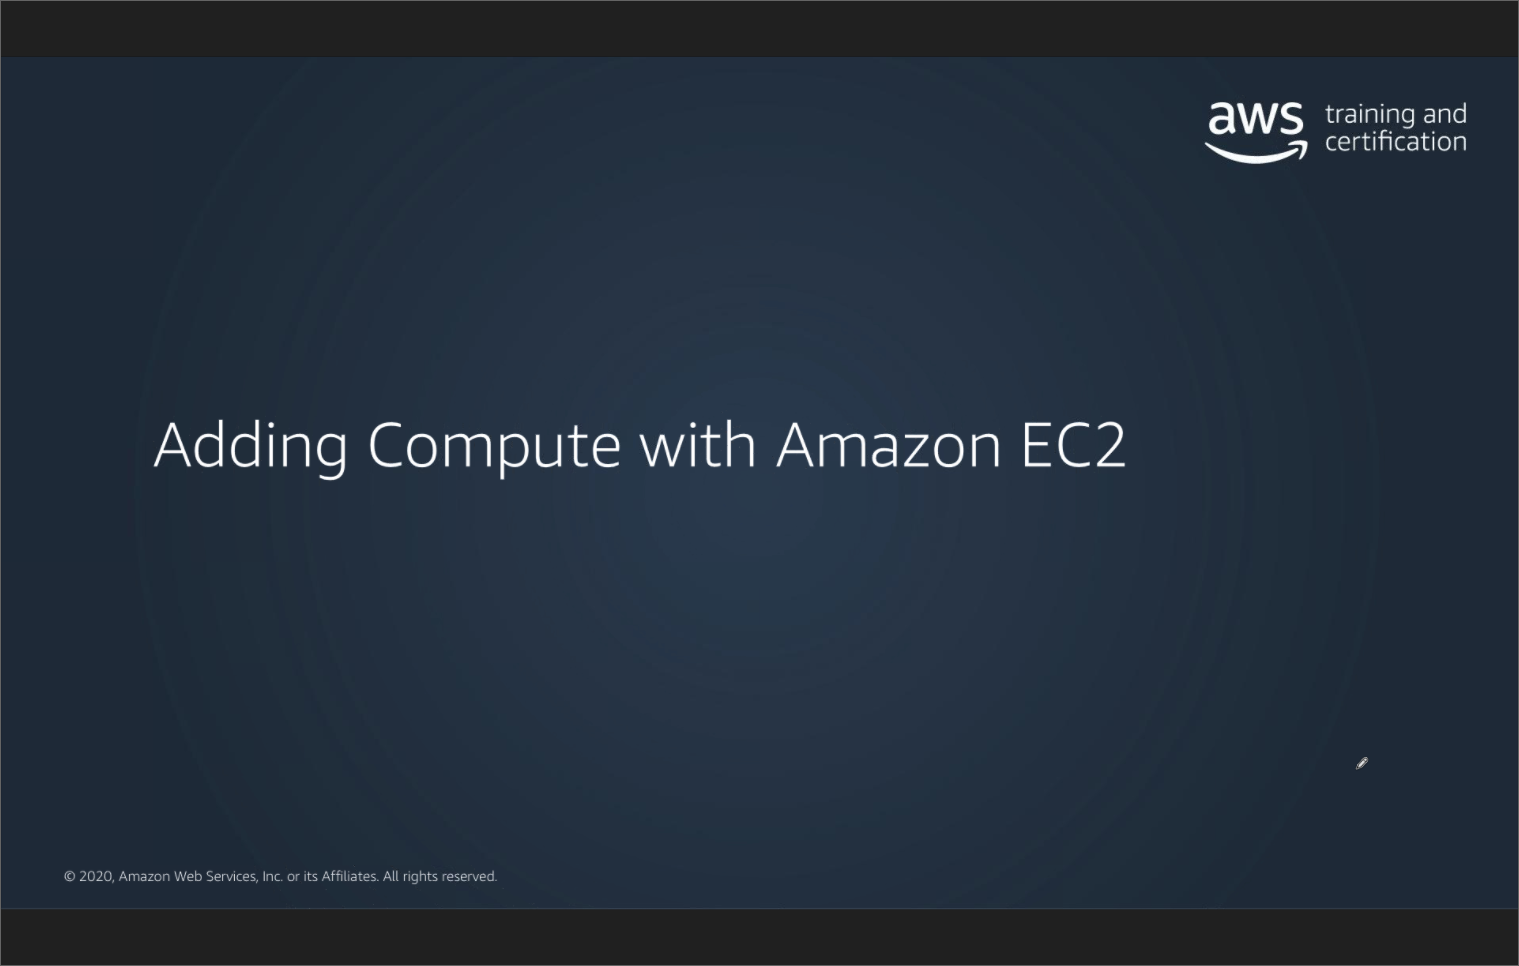 aws training and
certification
Adding Compute with Amazon EC2
© 2020, Amazon Web Services, Inc. or its Affiliates. All rights reserved.